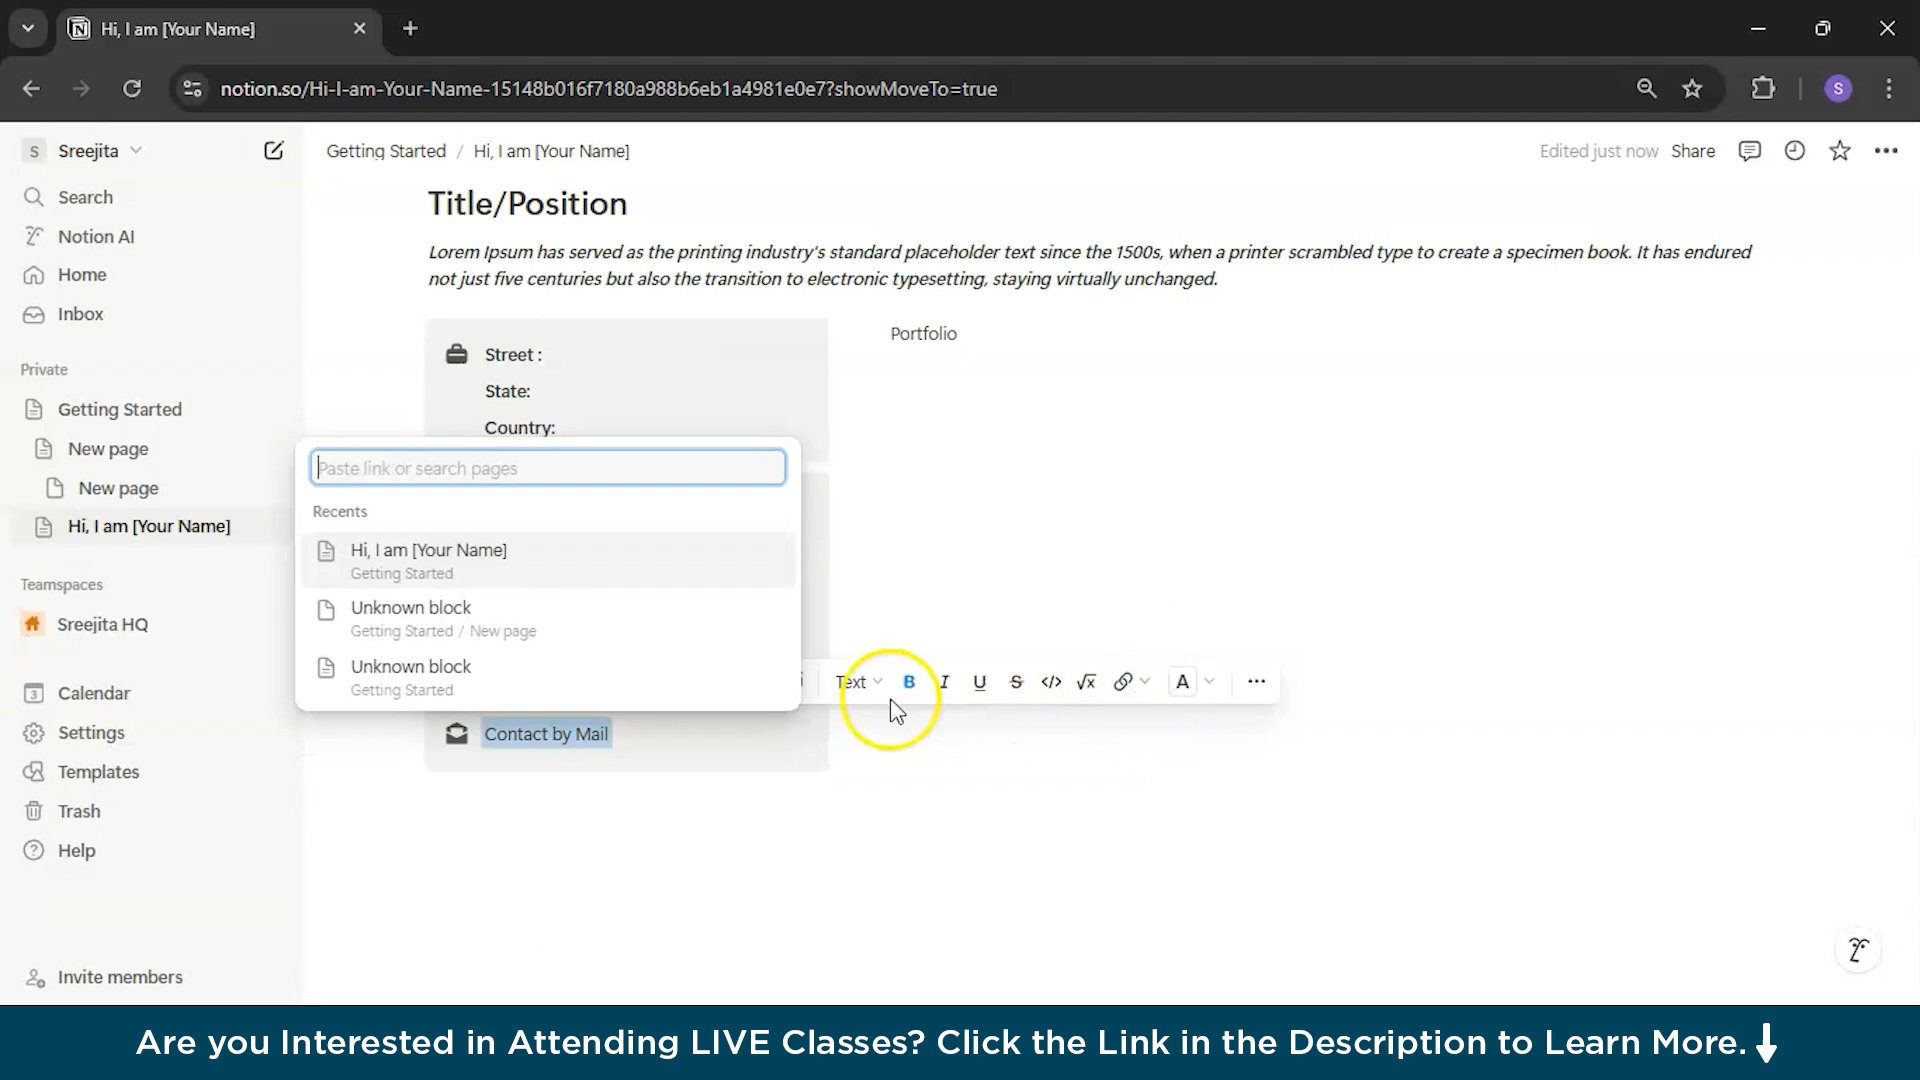 Hi, I am [Your Name]
notion.so/Hi-I-am-Your-Name-15148b016f7180a988b6eb1a4981e0e7?showMoveTo=true
S
S Sreejita
Getting Started / Hi, I am [Your Name]
Edited just now Share
Search
Notion AI
Home
Inbox
Private
Getting Started
New page
New page
Hi, I am [Your Name]
Teamspaces
Sreejita HQ
3 Calendar
Settings
Templates
Trash
Help
Invite members
Title/Position
Lorem Ipsum has served as the printing industry's standard placeholder text since the 1500s, when a printer scrambled type to create a specimen book. It has endured
not just five centuries but also the transition to electronic typesetting, staying virtually unchanged.
Street :
State:
Country:
Portfolio
Paste link or search pages
Recents
Hi, I am [Your Name]
Getting Started
Unknown block
Getting Started / New page
Unknown block
Getting Started
Text B I U S </> √x A
Contact by Mail
Are you Interested in Attending LIVE Classes? Click the Link in the Description to Learn More.